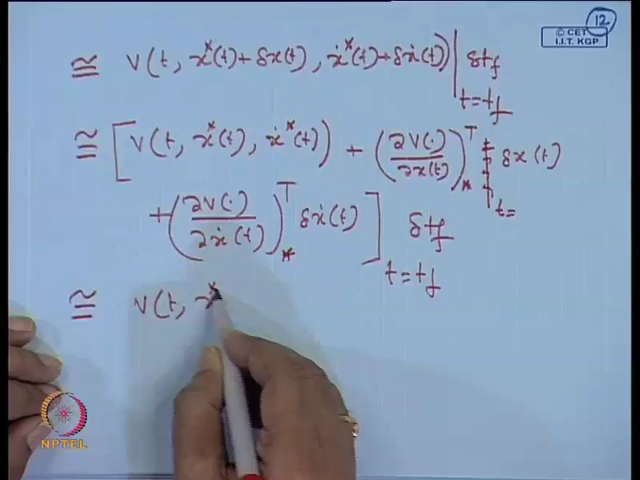 12
© CET
I.I.T. KGP
≅ V(t, x*(t)+δx(t), ẋ*(t)+δẋ(t))|t=tf δtf
≅ [V(t, x*(t), ẋ*(t)) + (∂V(·)/∂x(t))*ᵀ δx(t)
t=
+ (∂V(·)/∂ẋ(t))*ᵀ δẋ(t)]t=tf δtf
≅ V(t, x*
NPTEL